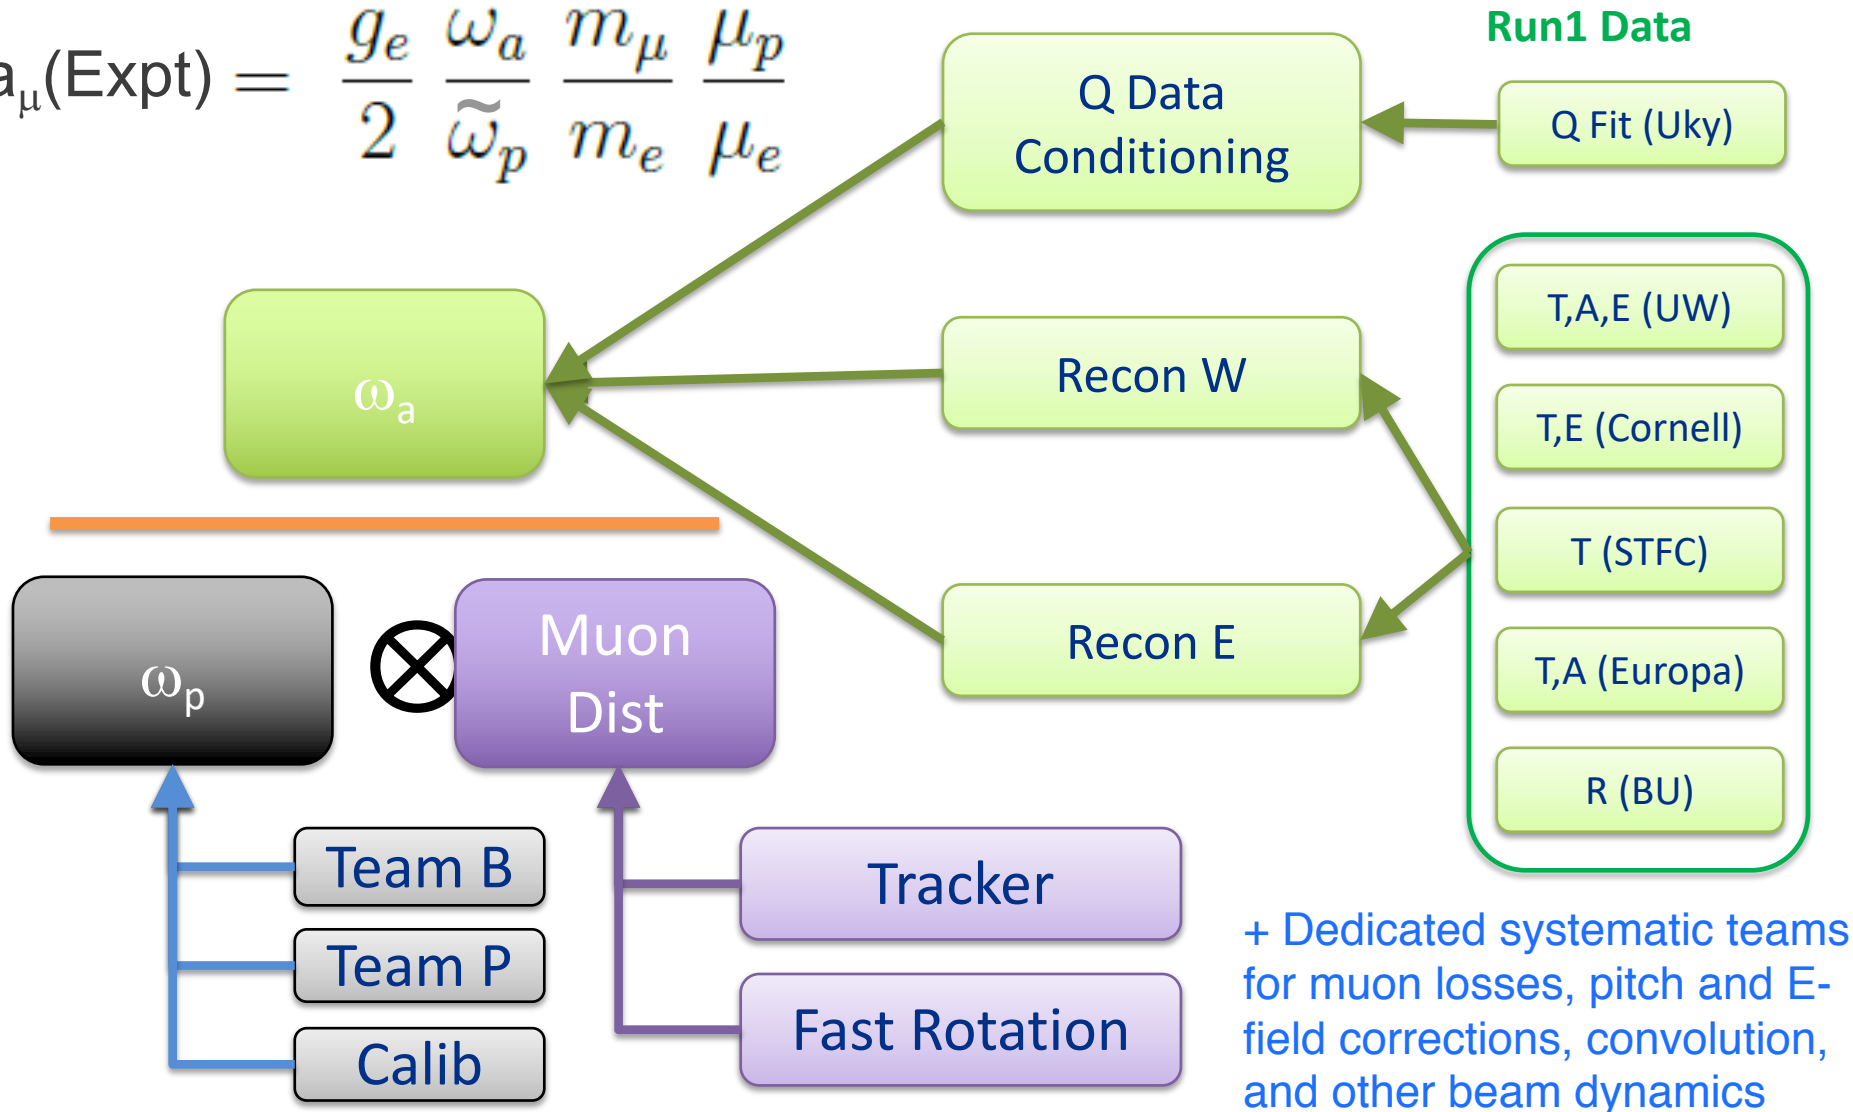 a_μ(Expt) = g_e/2 ω_a/ω̃_p m_μ/m_e μ_p/μ_e
Run1 Data
Q Data
Conditioning
Q Fit (Uky)
T,A,E (UW)
ω_a
Recon W
T,E (Cornell)
T (STFC)
ω_p
⊗
Muon
Dist
Recon E
T,A (Europa)
R (BU)
Team B
Team P
Calib
Tracker
Fast Rotation
+ Dedicated systematic teams
for muon losses, pitch and E-
field corrections, convolution,
and other beam dynamics